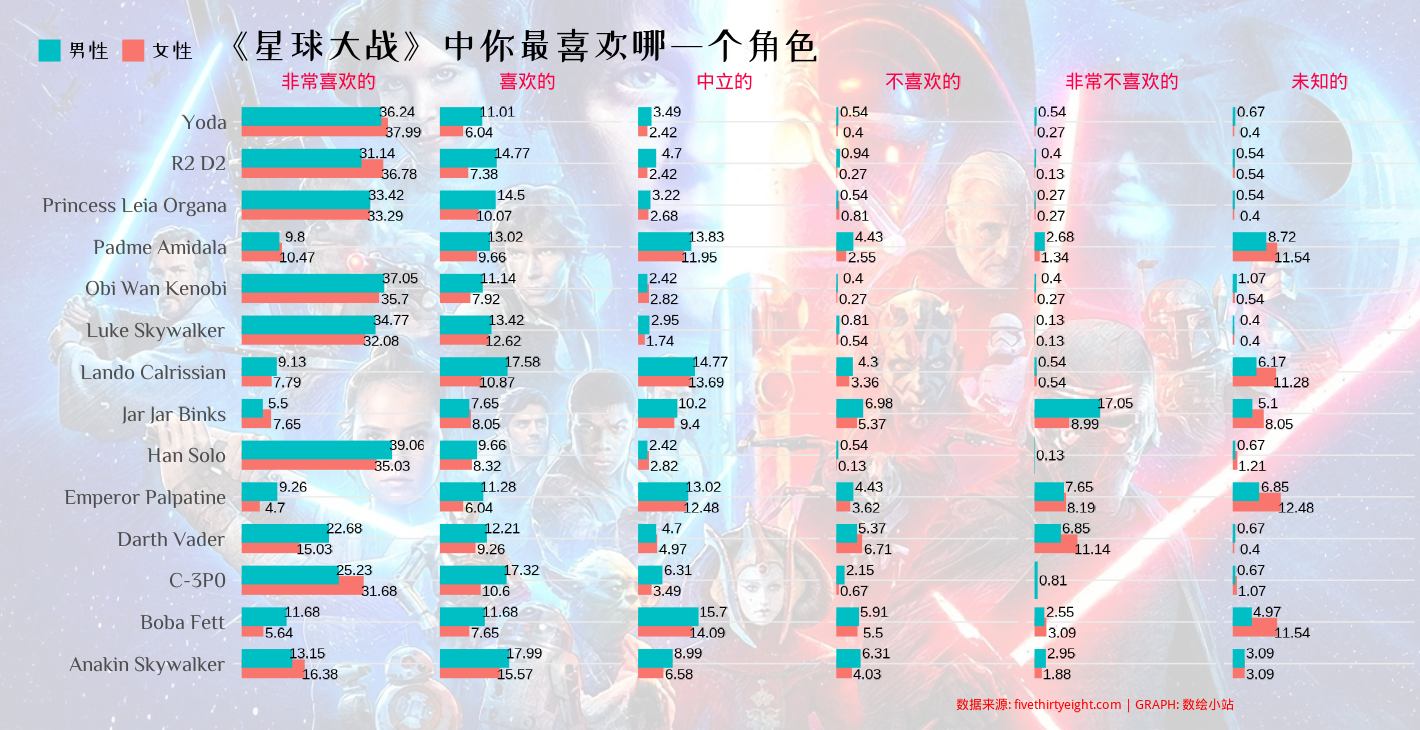 男性 女性 《星球大战》中你最喜欢哪一个角色
非常喜欢的 喜欢的 中立的 不喜欢的 非常不喜欢的 未知的
Yoda 36.24 11.01 3.49 0.54 0.54 0.67
37.99 6.04 2.42 0.4 0.27 0.4
R2 D2 31.14 14.77 4.7 0.94 0.4 0.54
36.78 7.38 2.42 0.27 0.13 0.54
Princess Leia Organa 33.42 14.5 3.22 0.54 0.27 0.54
33.29 10.07 2.68 0.81 0.27 0.4
Padme Amidala 9.8 13.02 13.83 4.43 2.68 8.72
10.47 9.66 11.95 2.55 1.34 11.54
Obi Wan Kenobi 37.05 11.14 2.42 0.4 0.4 1.07
35.7 7.92 2.82 0.27 0.27 0.54
Luke Skywalker 34.77 13.42 2.95 0.81 0.13 0.4
32.08 12.62 1.74 0.54 0.13 0.4
Lando Calrissian 9.13 17.58 14.77 4.3 0.54 6.17
7.79 10.87 13.69 3.36 0.54 11.28
Jar Jar Binks 5.5 7.65 10.2 6.98 17.05 5.1
7.65 8.05 9.4 5.37 8.99 8.05
Han Solo 39.06 9.66 2.42 0.54 0.13 0.67
35.03 8.32 2.82 0.13 1.21
Emperor Palpatine 9.26 11.28 13.02 4.43 7.65 6.85
4.7 6.04 12.48 3.62 8.19 12.48
Darth Vader 22.68 12.21 4.7 5.37 6.85 0.67
15.03 9.26 4.97 6.71 11.14 0.4
C-3P0 25.23 17.32 6.31 2.15 0.81 0.67
31.68 10.6 3.49 0.67 1.07
Boba Fett 11.68 11.68 15.7 5.91 2.55 4.97
5.64 7.65 14.09 5.5 3.09 11.54
Anakin Skywalker 13.15 17.99 8.99 6.31 2.95 3.09
16.38 15.57 6.58 4.03 1.88 3.09
数据来源: fivethirtyeight.com | GRAPH: 数绘小站